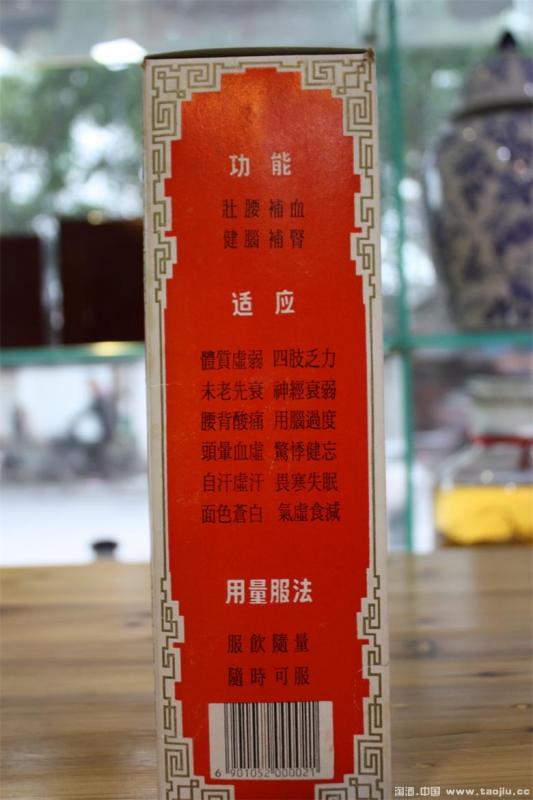 功 能
壯腰補血
健腦補腎
适 应
體質虛弱 四肢乏力
未老先衰 神經衰弱
腰背酸痛 用腦過度
頭暈血虛 驚悸健忘
自汗虛汗 畏寒失眠
面色蒼白 氣虛食減
用量服法
服飲隨量
隨時可服
6 901052 000021
淘酒.中国 www.taojiu.cc